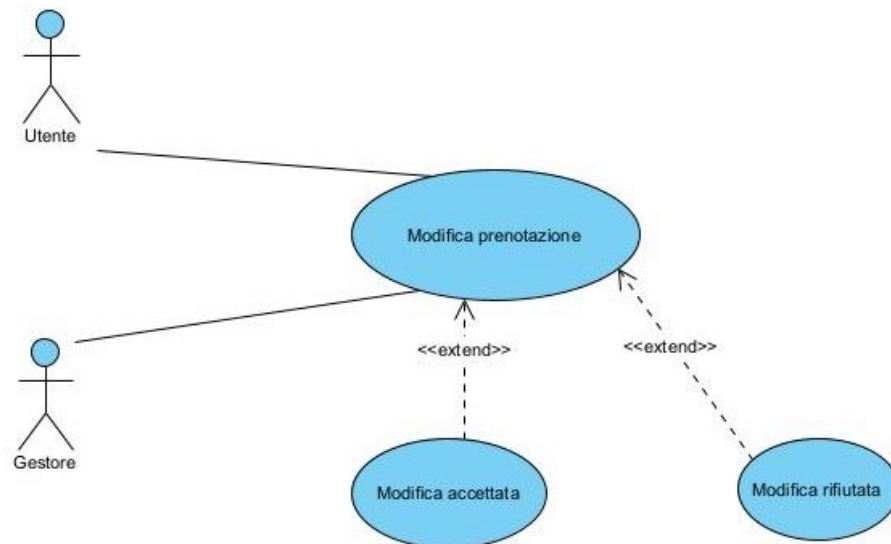 Utente
Modifica prenotazione
<<extend>>
<<extend>>
Gestore
Modifica accettata
Modifica rifiutata